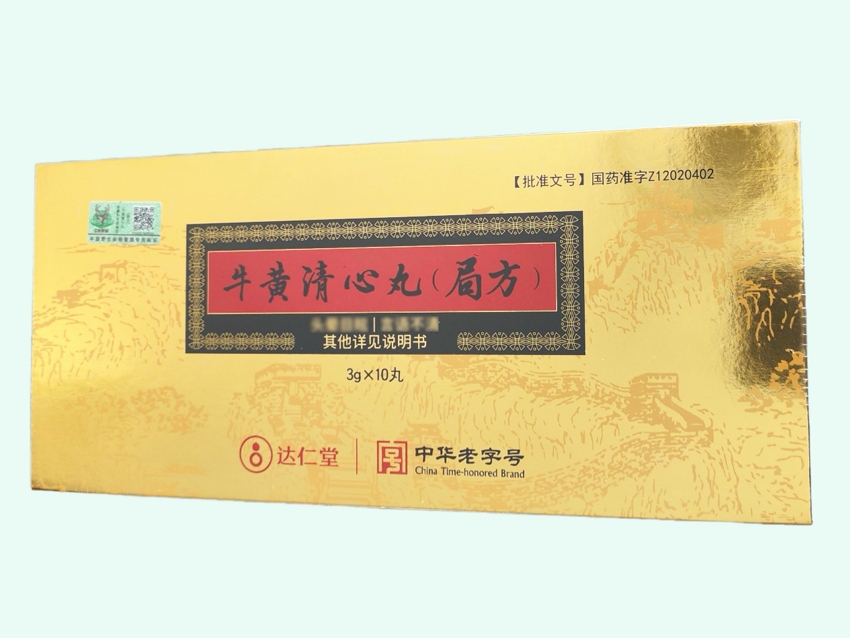 【批准文号】国药准字Z12020402
牛黄清心丸(局方)
其他详见说明书
3g×10丸
达仁堂
中华老字号
China Time-honored Brand